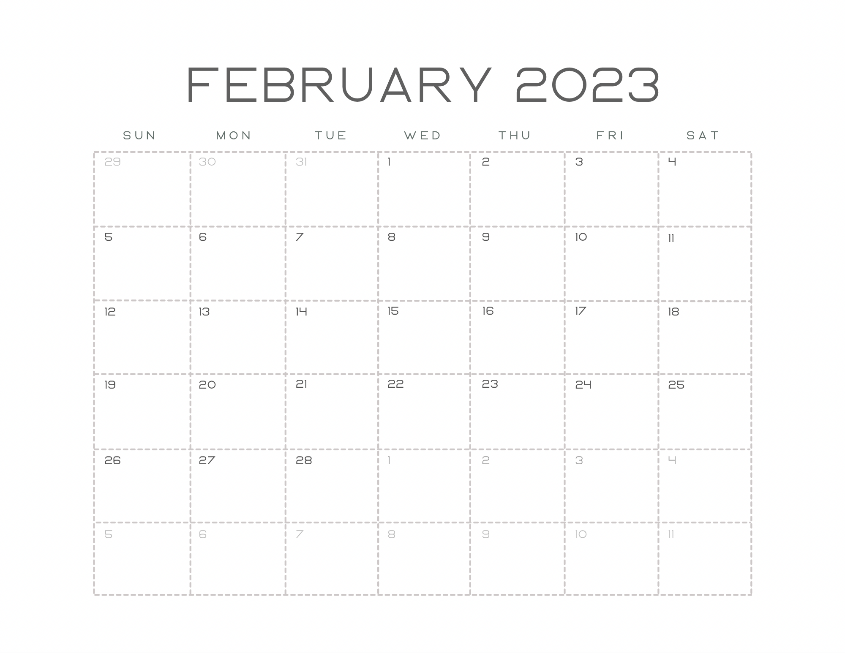 FEBRUARY 2023
SUN MON TUE WED THU FRI SAT
29 30 31 1 2 3 4
5 6 7 8 9 10 11
12 13 14 15 16 17 18
19 20 21 22 23 24 25
26 27 28 1 2 3 4
5 6 7 8 9 10 11